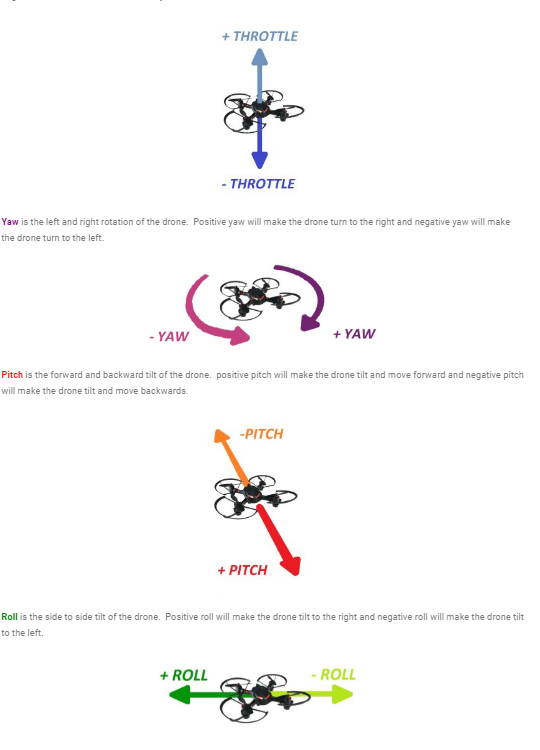 + THROTTLE
- THROTTLE
Yaw is the left and right rotation of the drone.  Positive yaw will make the drone turn to the right and negative yaw will make
the drone turn to the left.
- YAW
+ YAW
Pitch is the forward and backward tilt of the drone.  positive pitch will make the drone tilt and move forward and negative pitch
will make the drone tilt and move backwards.
-PITCH
+ PITCH
Roll is the side to side tilt of the drone.  Positive roll will make the drone tilt to the right and negative roll will make the drone tilt
to the left.
+ ROLL
- ROLL